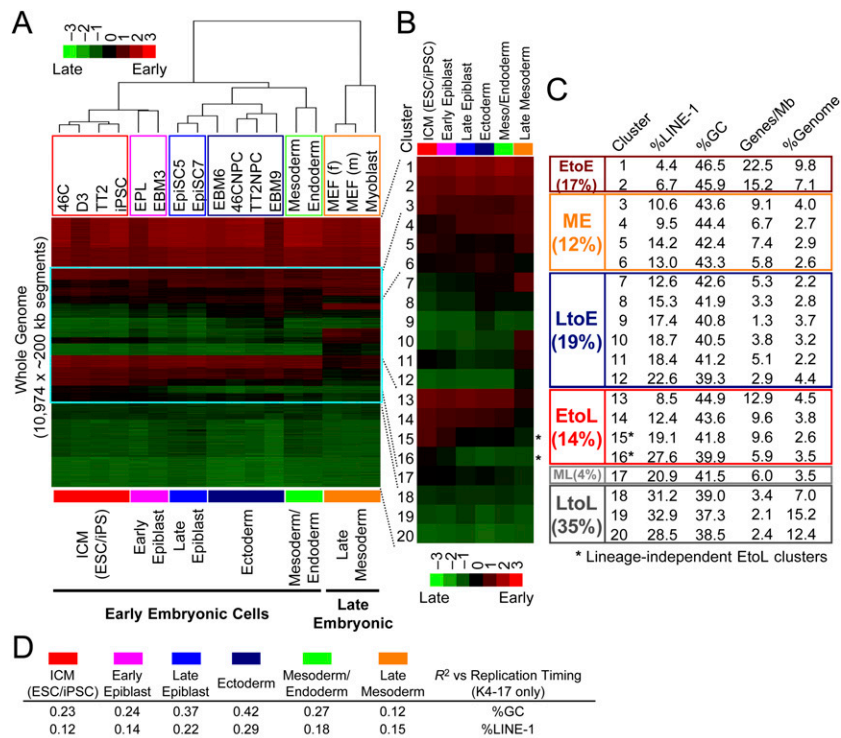 A
−3 −2 −1 0 1 2 3
Late Early
46C D3 TT2 iPSC EPL EBM3 EpiSC5 EpiSC7 EBM6 46CNPC TT2NPC EBM9 Mesoderm Endoderm MEF (f) MEF (m) Myoblast
Whole Genome
(10,974 x ~200 kb segments)
ICM
(ESC/iPS)
Early
Epiblast
Late
Epiblast
Ectoderm
Mesoderm/
Endoderm
Late
Mesoderm
Early Embryonic Cells
Late
Embryonic
B
Cluster
ICM (ESC/iPSC)
Early Epiblast
Late Epiblast
Ectoderm
Meso/Endoderm
Late Mesoderm
1
2
3
4
5
6
7
8
9
10
11
12
13
14
15 *
16 *
17
18
19
20
−3 −2 −1 0 1 2 3
Late Early
C
Cluster %LINE-1 %GC Genes/Mb %Genome
EtoE
(17%)
1 4.4 46.5 22.5 9.8
2 6.7 45.9 15.2 7.1
ME
(12%)
3 10.6 43.6 9.1 4.0
4 9.5 44.4 6.7 2.7
5 14.2 42.4 7.4 2.9
6 13.0 43.3 5.8 2.6
LtoE
(19%)
7 12.6 42.6 5.3 2.2
8 15.3 41.9 3.3 2.8
9 17.4 40.8 1.3 3.7
10 18.7 40.5 3.8 3.2
11 18.4 41.2 5.1 2.2
12 22.6 39.3 2.9 4.4
EtoL
(14%)
13 8.5 44.9 12.9 4.5
14 12.4 43.6 9.6 3.8
15* 19.1 41.8 9.6 2.6
16* 27.6 39.9 5.9 3.5
ML(4%) 17 20.9 41.5 6.0 3.5
LtoL
(35%)
18 31.2 39.0 3.4 7.0
19 32.9 37.3 2.1 15.2
20 28.5 38.5 2.4 12.4
* Lineage-independent EtoL clusters
D
ICM
(ESC/iPSC)
Early
Epiblast
Late
Epiblast
Ectoderm
Mesoderm/
Endoderm
Late
Mesoderm
R² vs Replication Timing
(K4-17 only)
0.23 0.24 0.37 0.42 0.27 0.12 %GC
0.12 0.14 0.22 0.29 0.18 0.15 %LINE-1